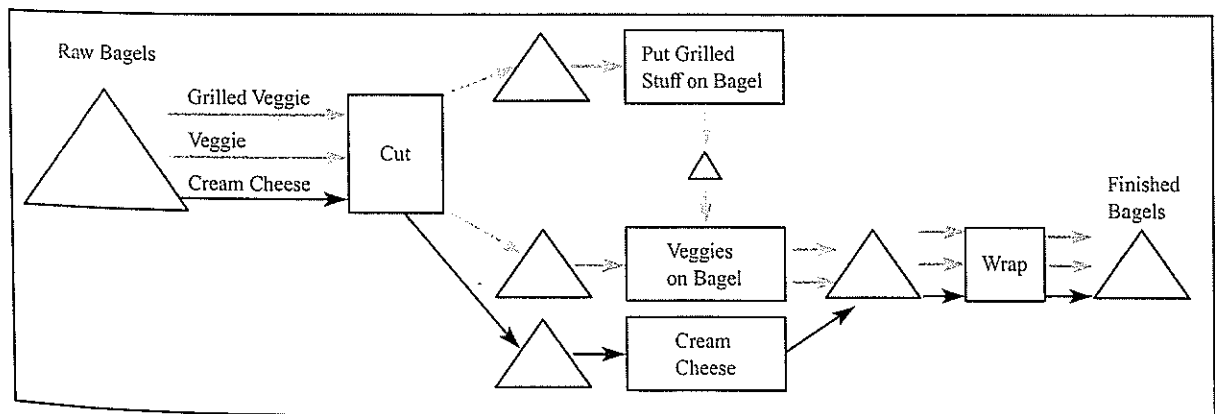 Raw Bagels
Grilled Veggie
Veggie
Cream Cheese
Cut
Put Grilled
Stuff on Bagel
Veggies
on Bagel
Cream
Cheese
Wrap
Finished
Bagels